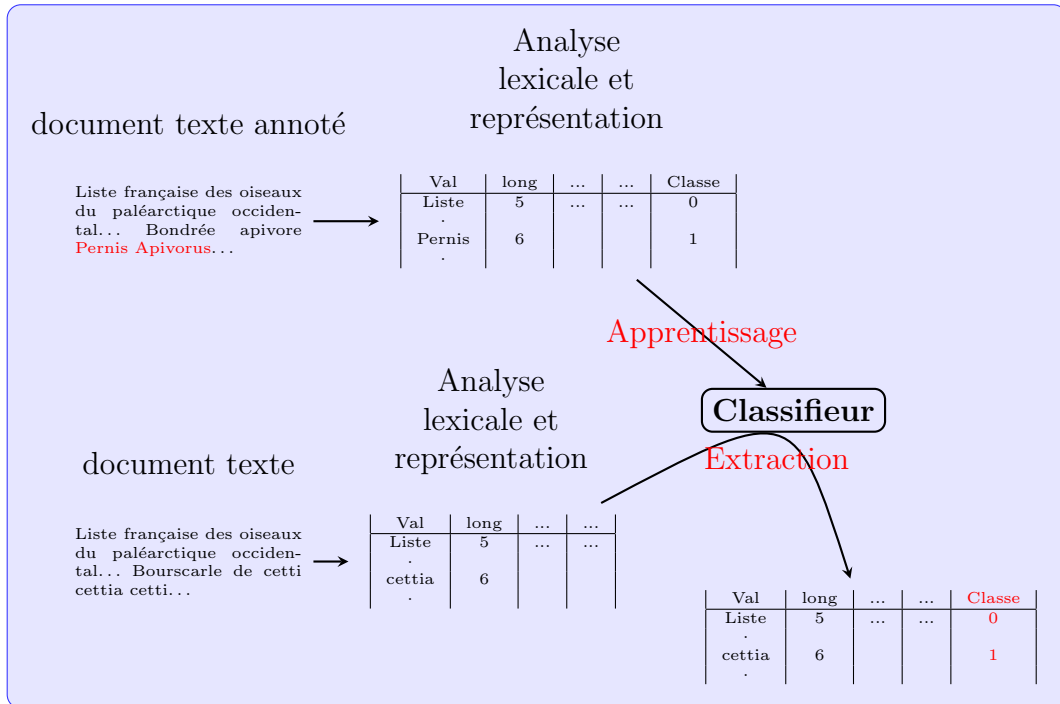 Analyse
lexicale et
représentation
document texte annoté
Liste française des oiseaux
du paléarctique occiden-
tal... Bondrée apivore
Pernis Apivorus...
Val long ... ... Classe
Liste 5 ... ... 0
.
Pernis 6 1
.
Apprentissage
Classifieur
Extraction
Analyse
lexicale et
représentation
document texte
Liste française des oiseaux
du paléarctique occiden-
tal... Bourscarle de cetti
cettia cetti...
Val long ... ...
Liste 5 ... ...
.
cettia 6
.
Val long ... ... Classe
Liste 5 ... ... 0
.
cettia 6 1
.